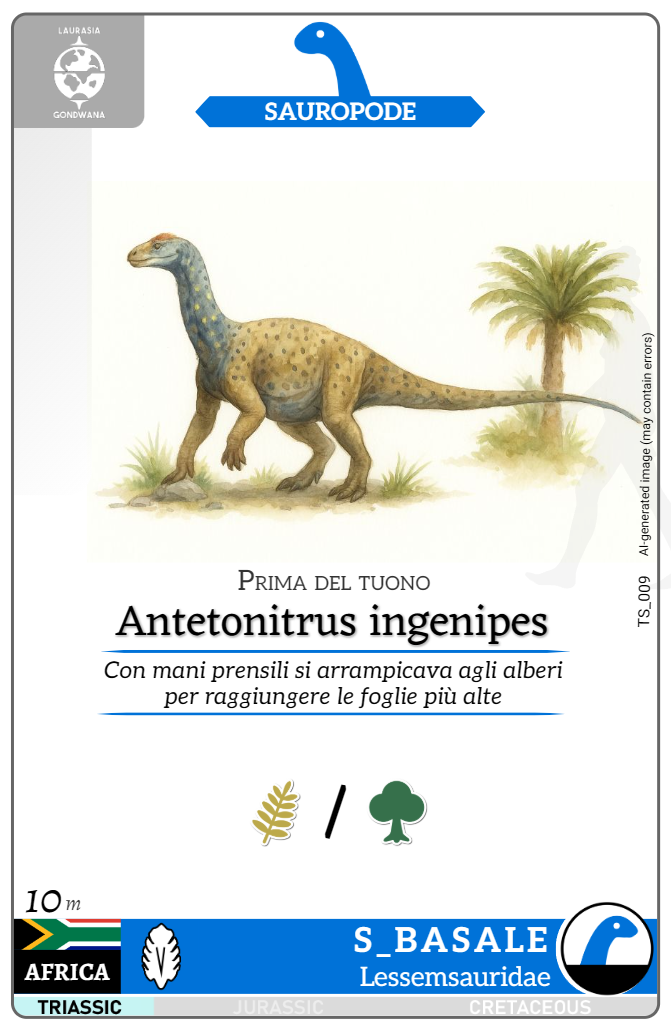 LAURASIA
GONDWANA
SAUROPODE
AI-generated image (may contain errors)
TS_009
Prima del tuono
Antetonitrus ingenipes
Con mani prensili si arrampicava agli alberi
per raggiungere le foglie più alte
/
10 m
AFRICA
S_BASALE
Lessemsauridae
TRIASSIC
JURASSIC
CRETACEOUS